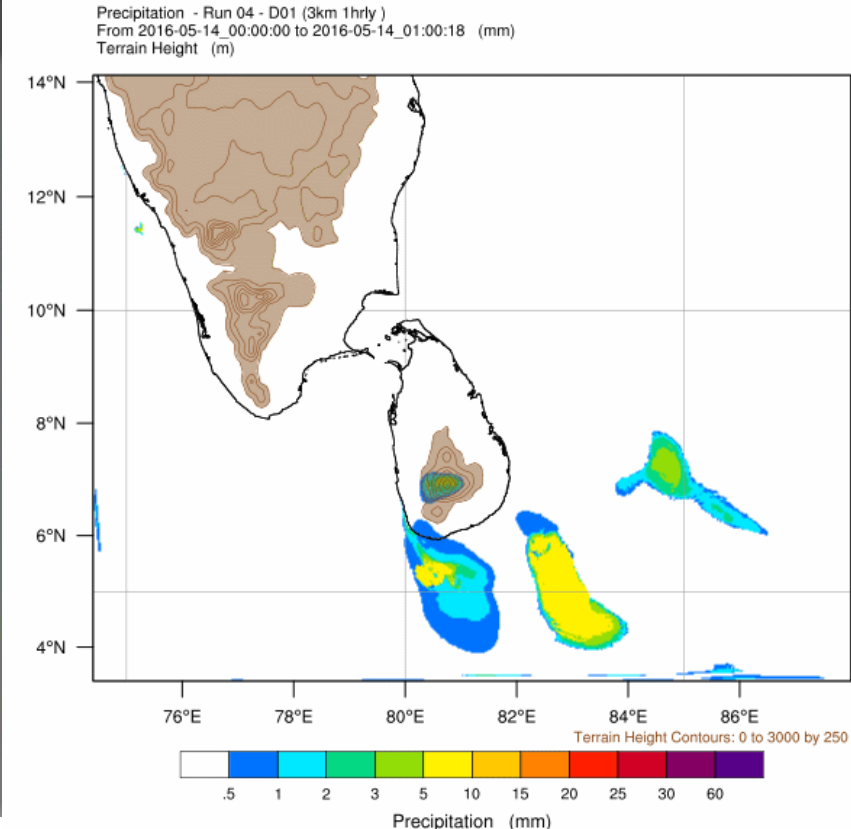 Precipitation - Run 04 - D01 (3km 1hrly )
From 2016-05-14_00:00:00 to 2016-05-14_01:00:18 (mm)
Terrain Height (m)
14°N
12°N
10°N
8°N
6°N
4°N
76°E 78°E 80°E 82°E 84°E 86°E
Terrain Height Contours: 0 to 3000 by 250
.5 1 2 3 5 10 15 20 25 30 60
Precipitation (mm)